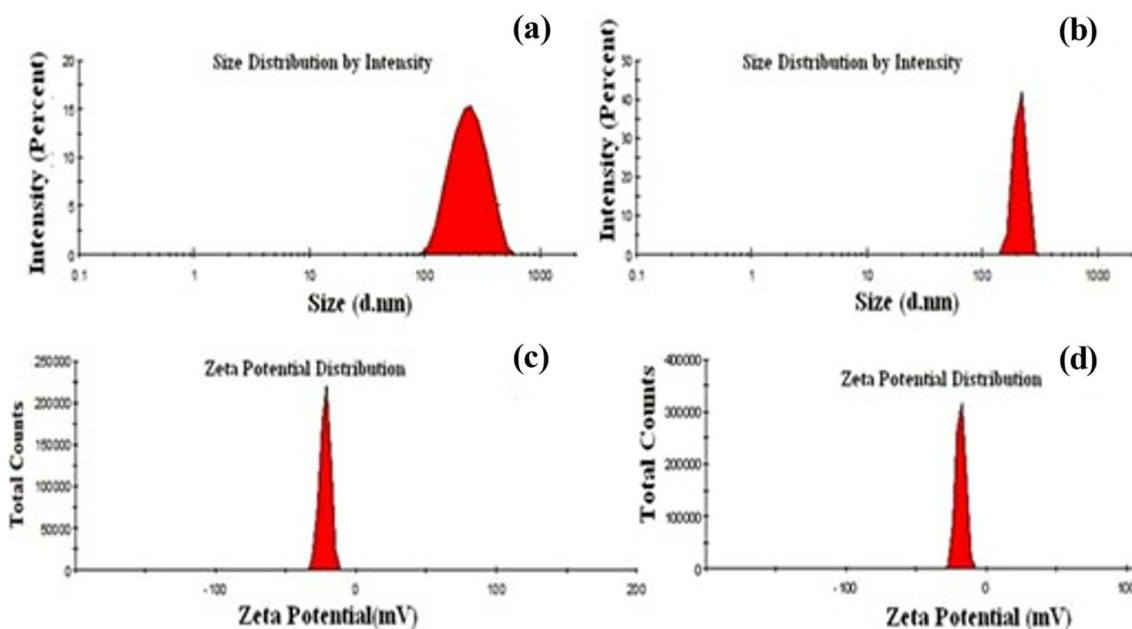 (a)
Size Distribution by Intensity
Intensity (Percent)
20
15
10
5
0
0.1 1 10 100 1000
Size (d.nm)
(b)
Size Distribution by Intensity
Intensity (Percent)
50
40
30
20
10
0
0.1 1 10 100 1000
Size (d.nm)
(c)
Zeta Potential Distribution
Total Counts
250000
200000
150000
100000
50000
0
-100 0 100 200
Zeta Potential(mV)
(d)
Zeta Potential Distribution
Total Counts
400000
300000
200000
100000
0
-100 0 100
Zeta Potential (mV)